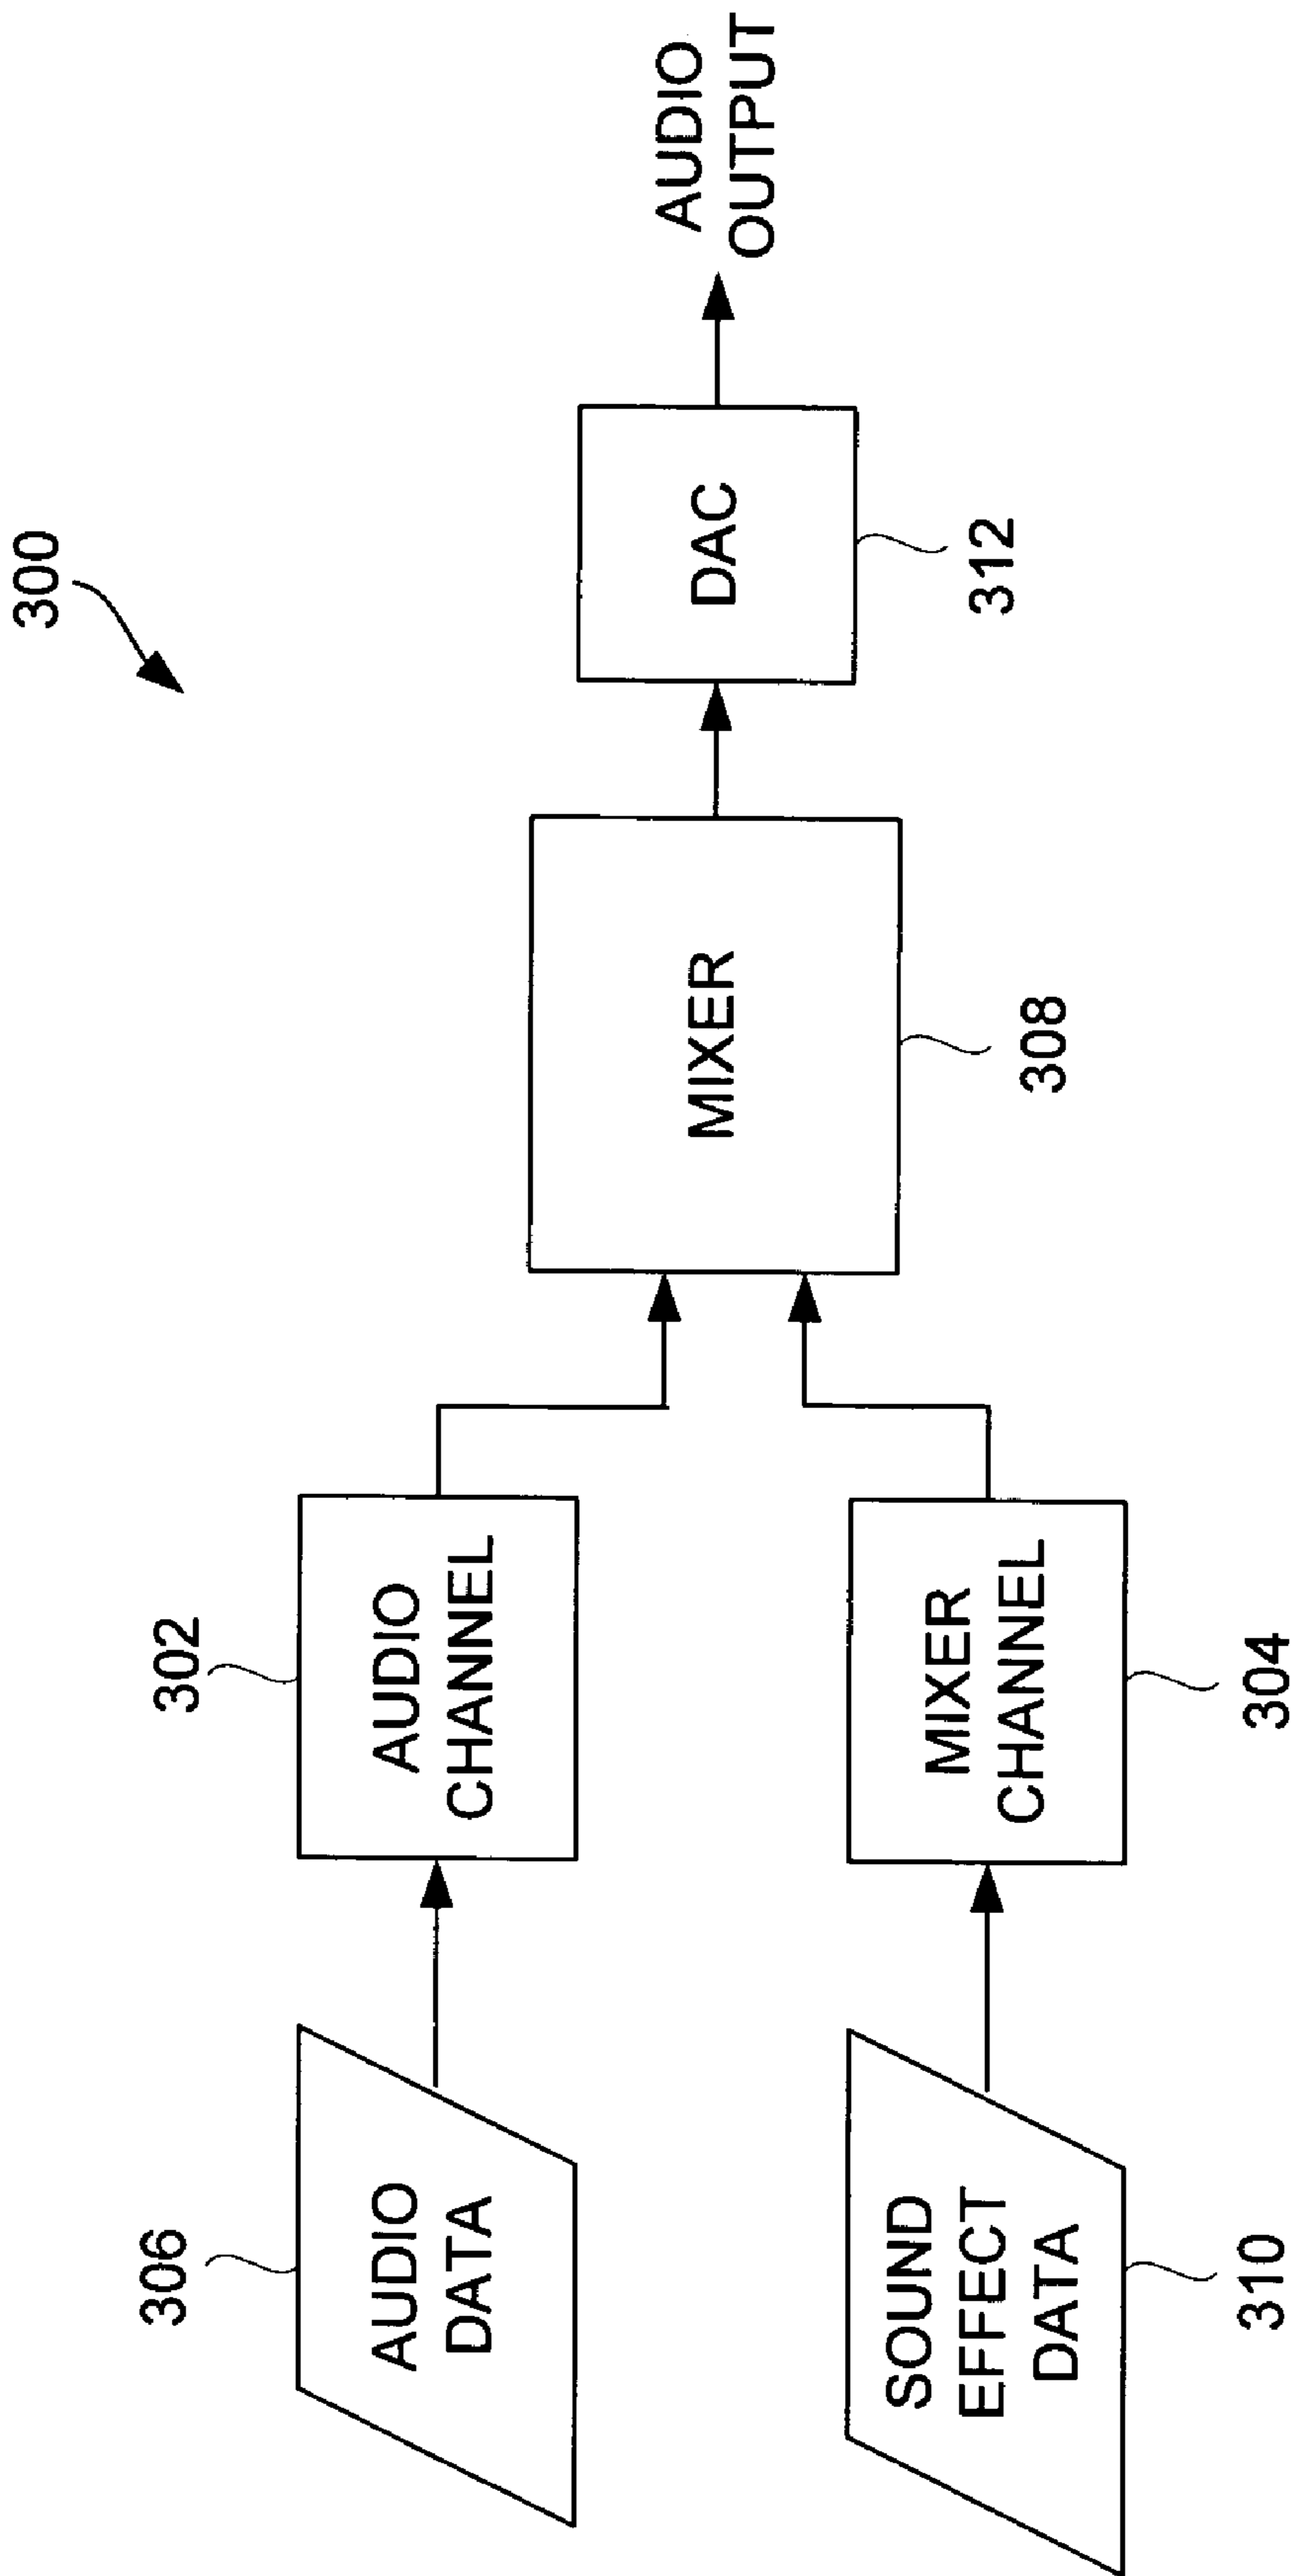 300
306
AUDIO
DATA
302
AUDIO
CHANNEL
SOUND
EFFECT
DATA
310
MIXER
CHANNEL
304
MIXER
308
DAC
312
AUDIO
OUTPUT